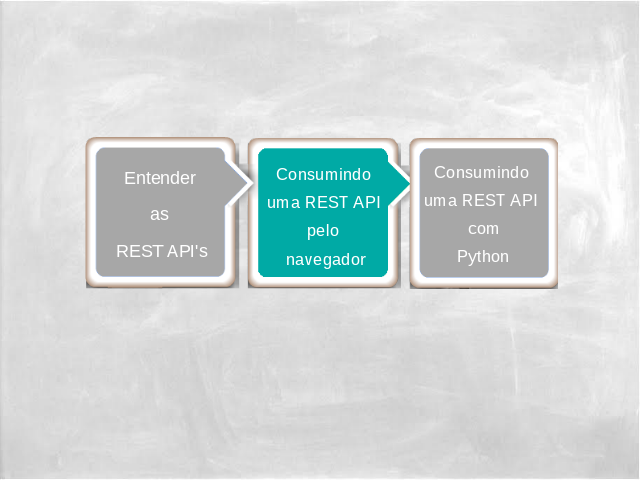 Entender
as
REST API's
Consumindo
uma REST API
pelo
navegador
Consumindo
uma REST API
com
Python